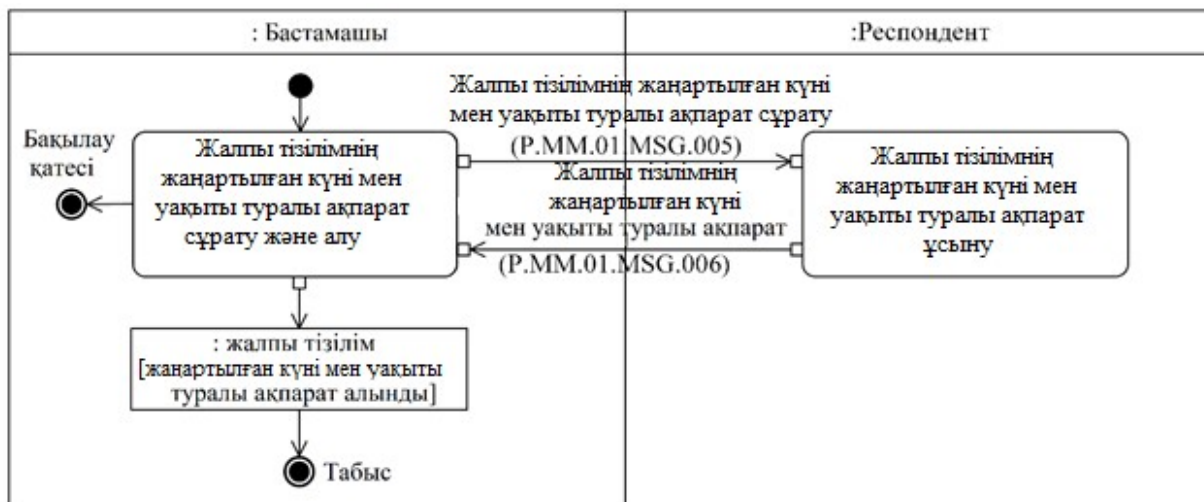 : Бастамашы
:Респондент
Жалпы тізілімнің жаңартылған күні
мен уақыты туралы ақпарат сұрату
(P.MM.01.MSG.005)
Бақылау
қатесі
Жалпы тізілімнің
жаңартылған күні мен
уақыты туралы ақпарат
сұрату және алу
Жалпы тізілімнің
жаңартылған күні
мен уақыты туралы ақпарат
(P.MM.01.MSG.006)
Жалпы тізілімнің
жаңартылған күні мен
уақыты туралы ақпарат
ұсыну
: жалпы тізілім
[жаңартылған күні мен уақыты
туралы ақпарат алынды]
Табыс